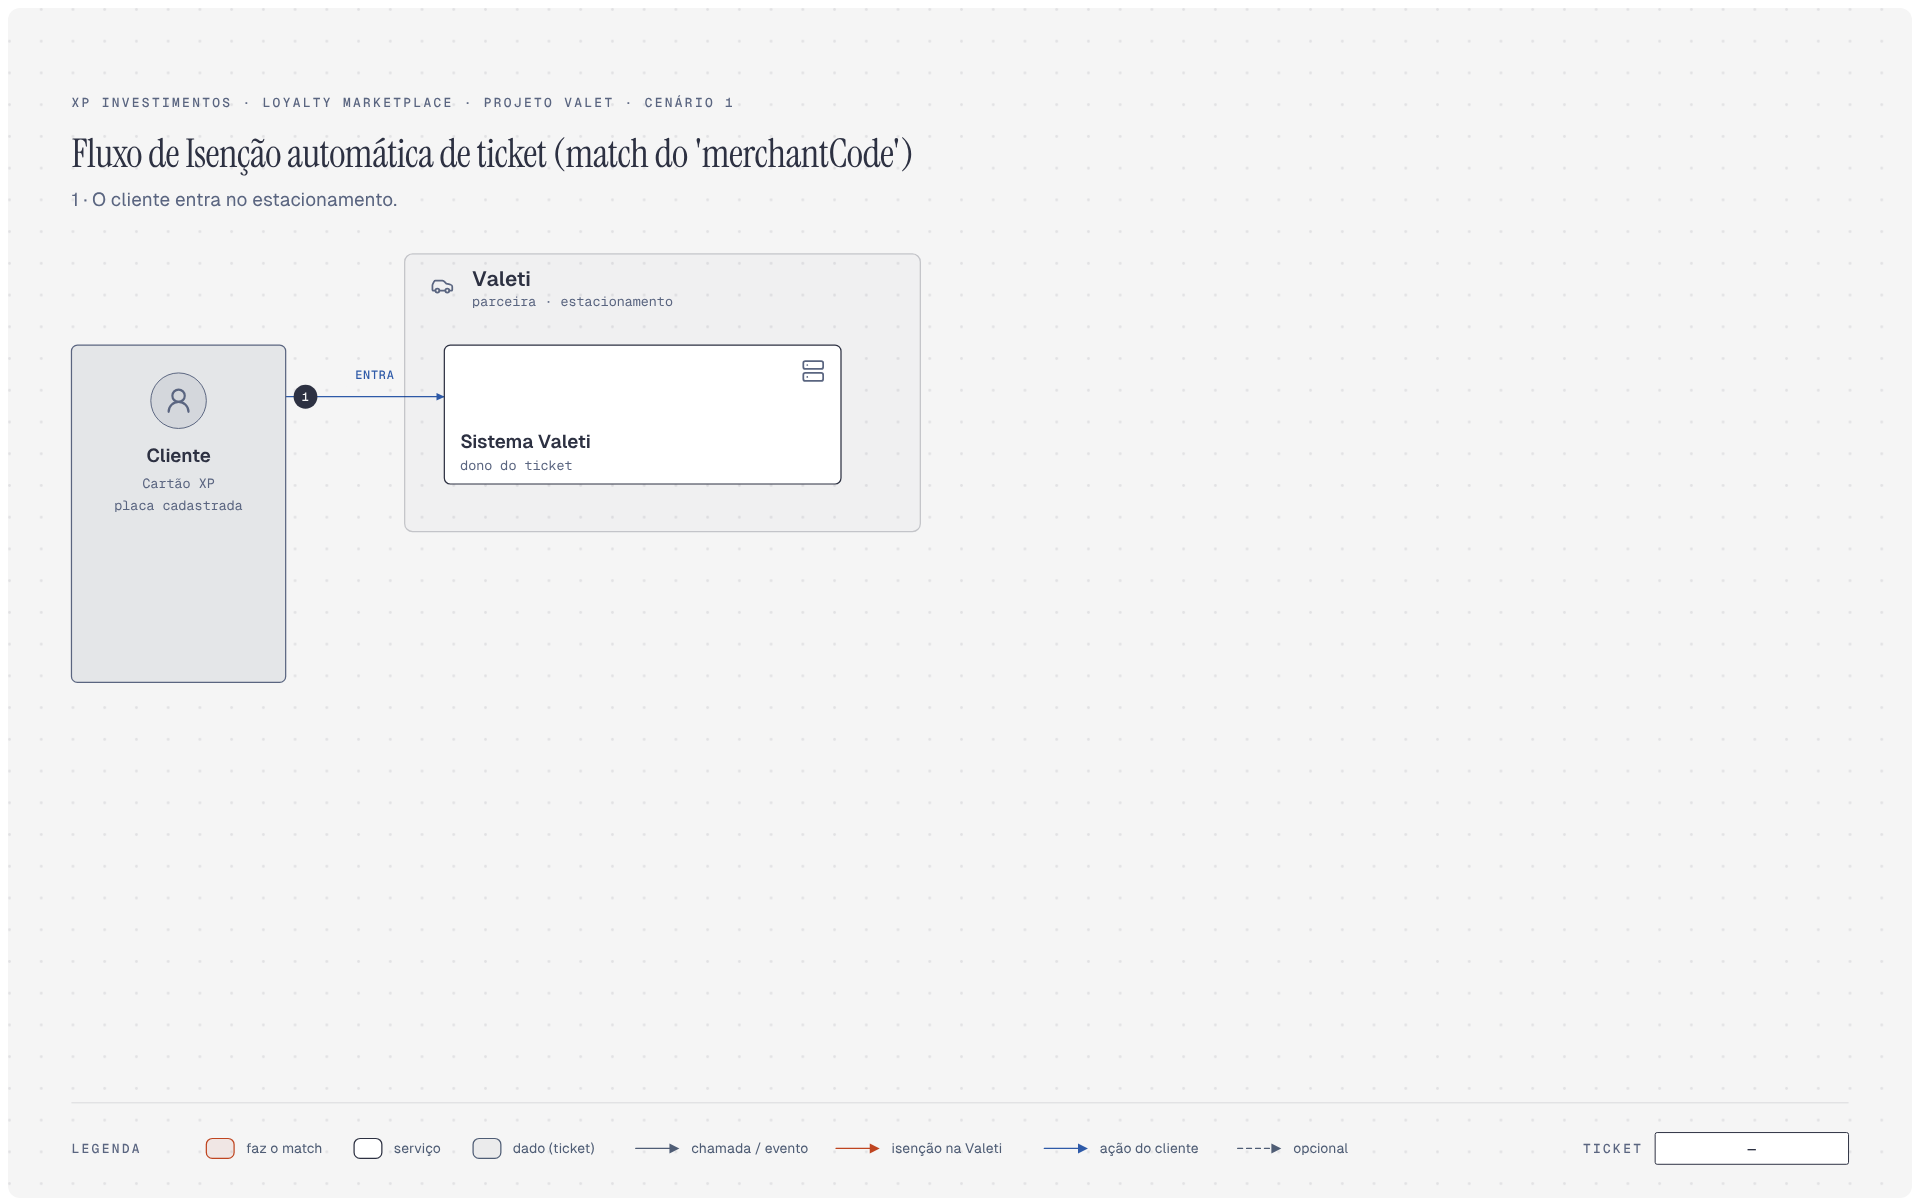 XP INVESTIMENTOS · LOYALTY MARKETPLACE · PROJETO VALET · CENÁRIO 1
Fluxo de Isenção automática de ticket (match do 'merchantCode')
1 · O cliente entra no estacionamento.
Valeti
parceira · estacionamento
ENTRA
1
Sistema Valeti
dono do ticket
Cliente
Cartão XP
placa cadastrada
LEGENDA
faz o match
serviço
dado (ticket)
chamada / evento
isenção na Valeti
ação do cliente
opcional
TICKET
–